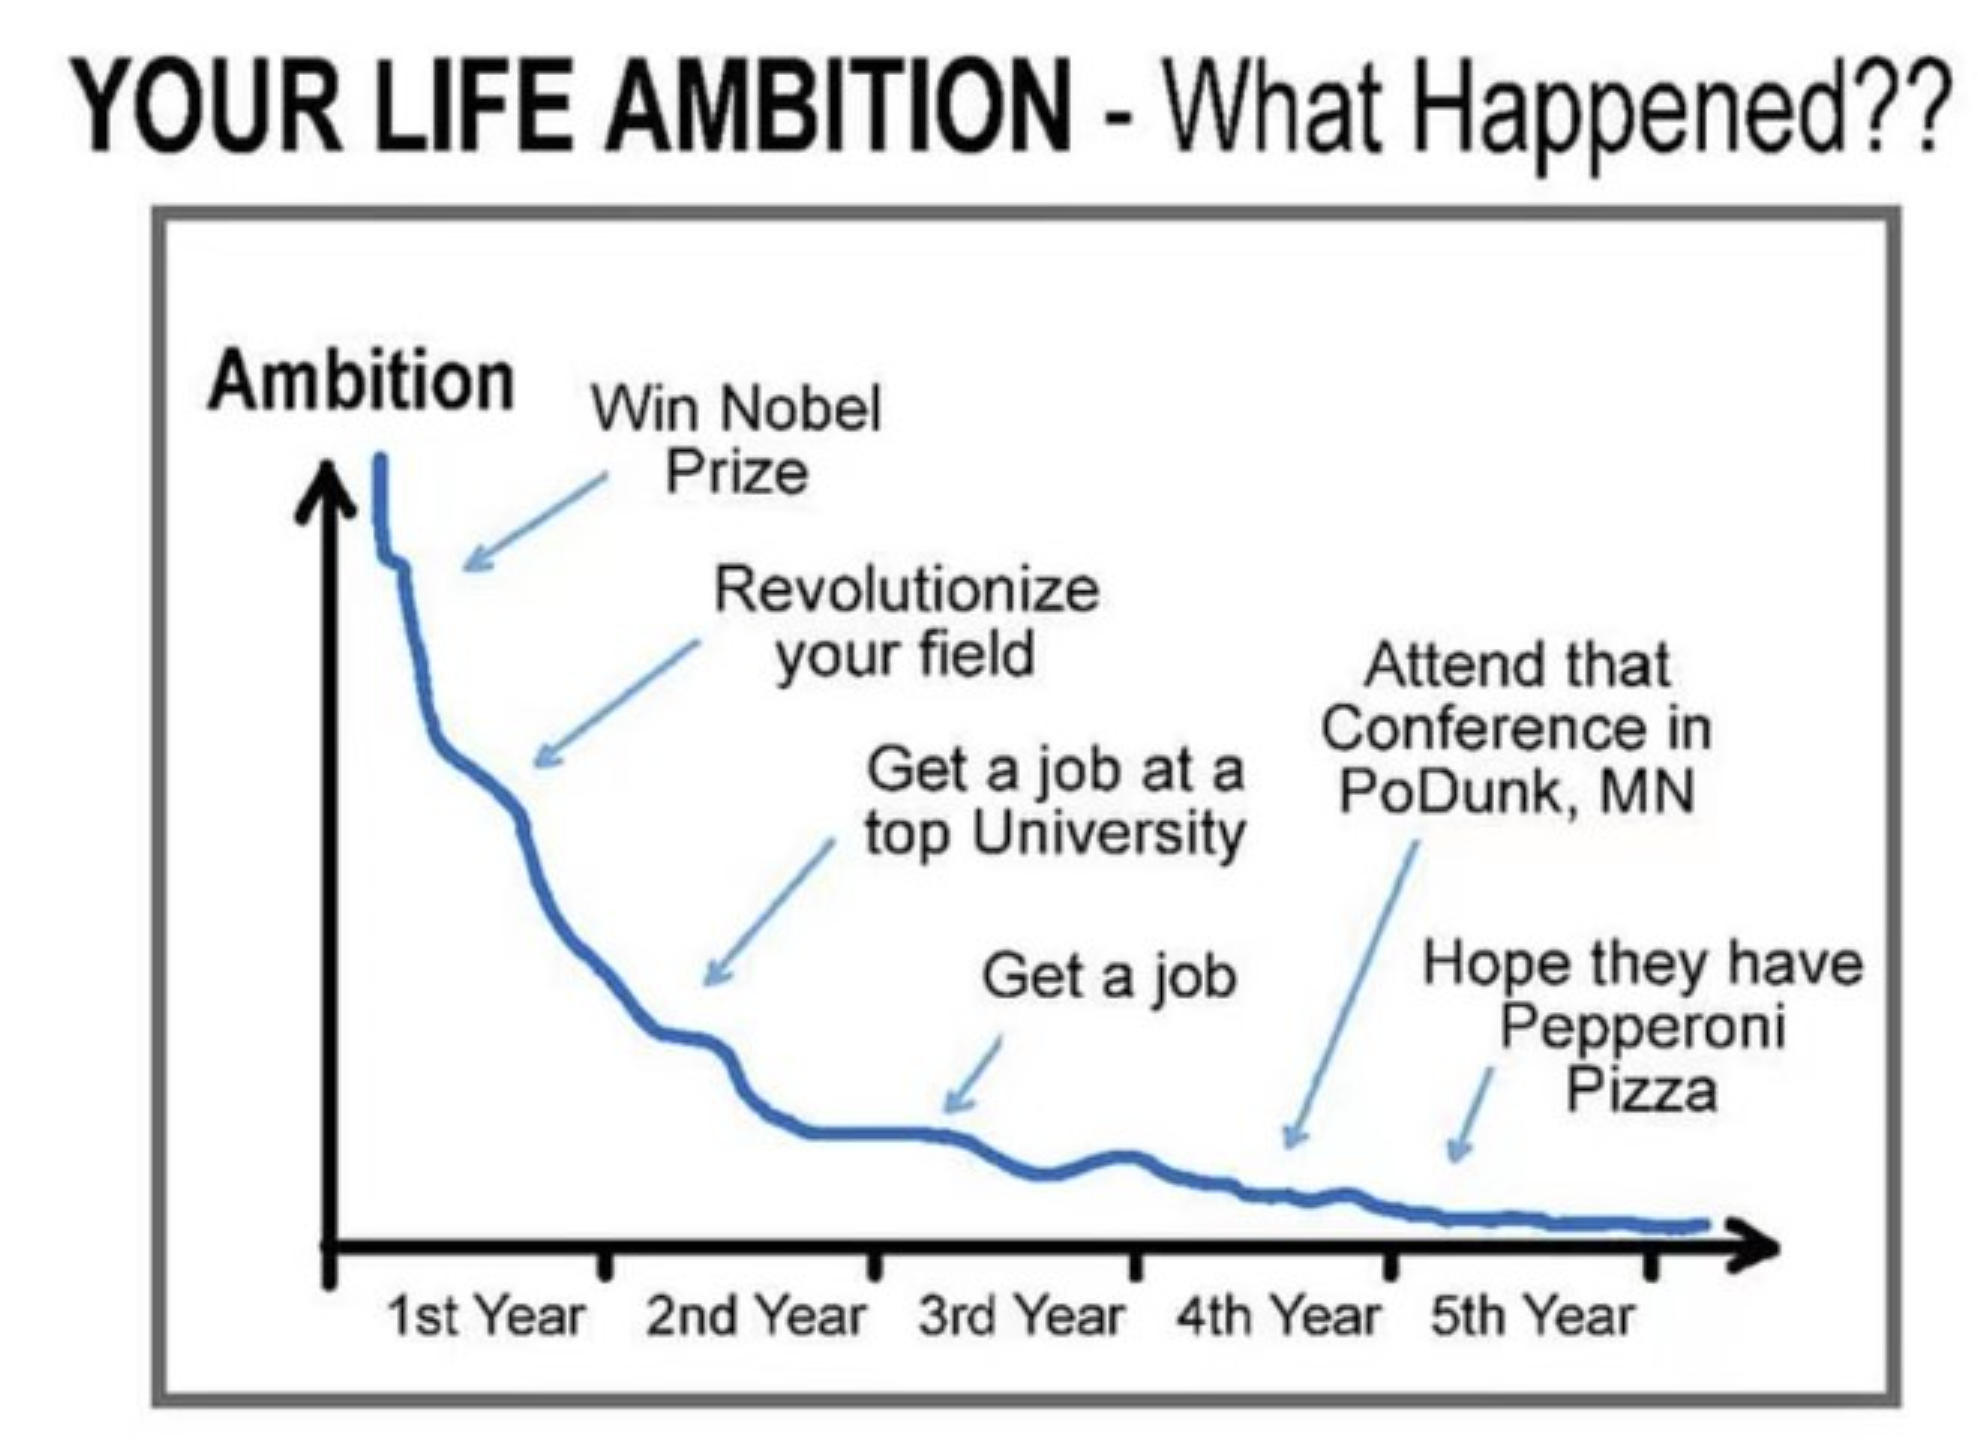 YOUR LIFE AMBITION - What Happened??
Ambition
Win Nobel
Prize
Revolutionize
your field
Get a job at a
top University
Get a job
Attend that
Conference in
PoDunk, MN
Hope they have
Pepperoni
Pizza
1st Year 2nd Year 3rd Year 4th Year 5th Year